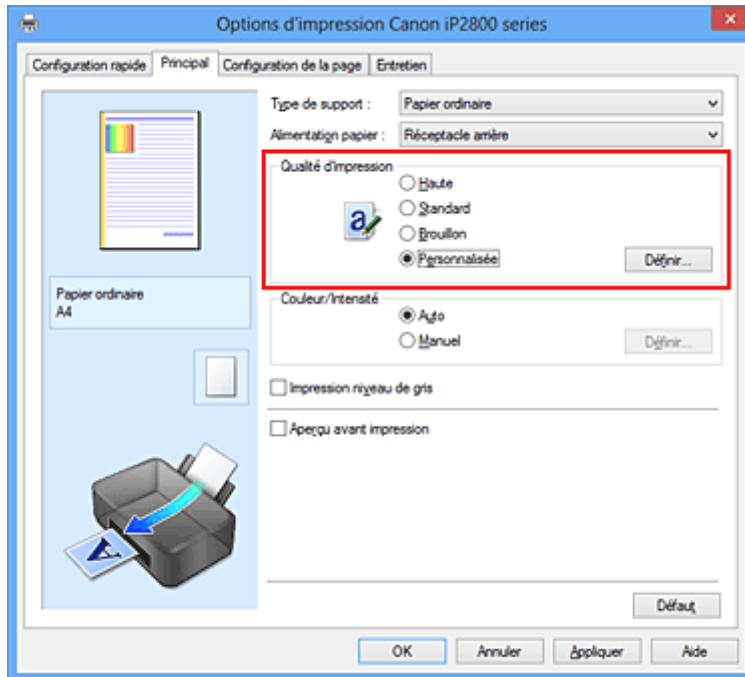 Options d'impression Canon iP2800 series
Configuration rapide Principal Configuration de la page Entretien
Type de support : Papier ordinaire
Alimentation papier : Réceptacle arrière
Qualité d'impression
Haute
Standard
Brouillon
Personnalisée Définir...
Papier ordinaire
A4
Couleur/Intensité
Auto
Manuel Définir...
Impression niveau de gris
Aperçu avant impression
Défaut
OK Annuler Appliquer Aide